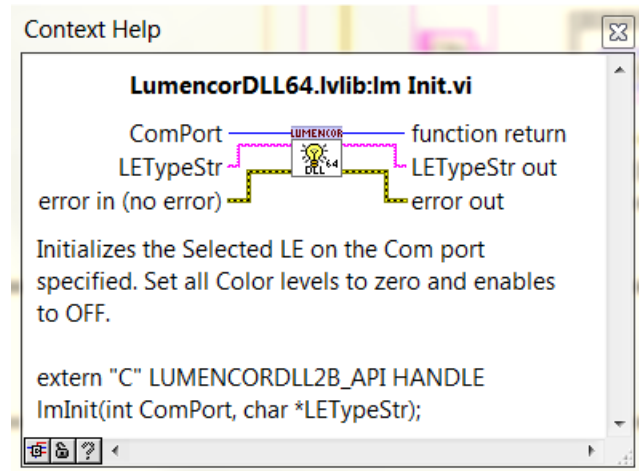 Context Help
LumencorDLL64.lvlib:lm Init.vi
ComPort LUMENCOR function return
LETypeStr DLL 64 LETypeStr out
error in (no error) error out
Initializes the Selected LE on the Com port
specified. Set all Color levels to zero and enables
to OFF.
extern "C" LUMENCORDLL2B_API HANDLE
lmInit(int ComPort, char *LETypeStr);
?